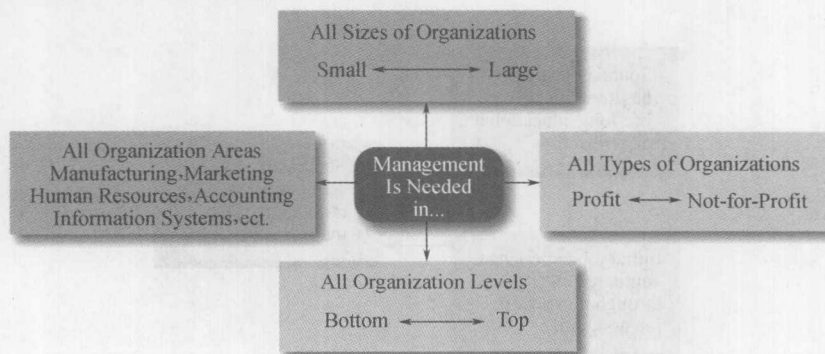 All Sizes of Organizations
Small Large
All Organization Areas
Manufacturing,Marketing
Human Resources,Accounting
Information Systems,ect.
Management
Is Needed
in...
All Types of Organizations
Profit Not-for-Profit
All Organization Levels
Bottom Top